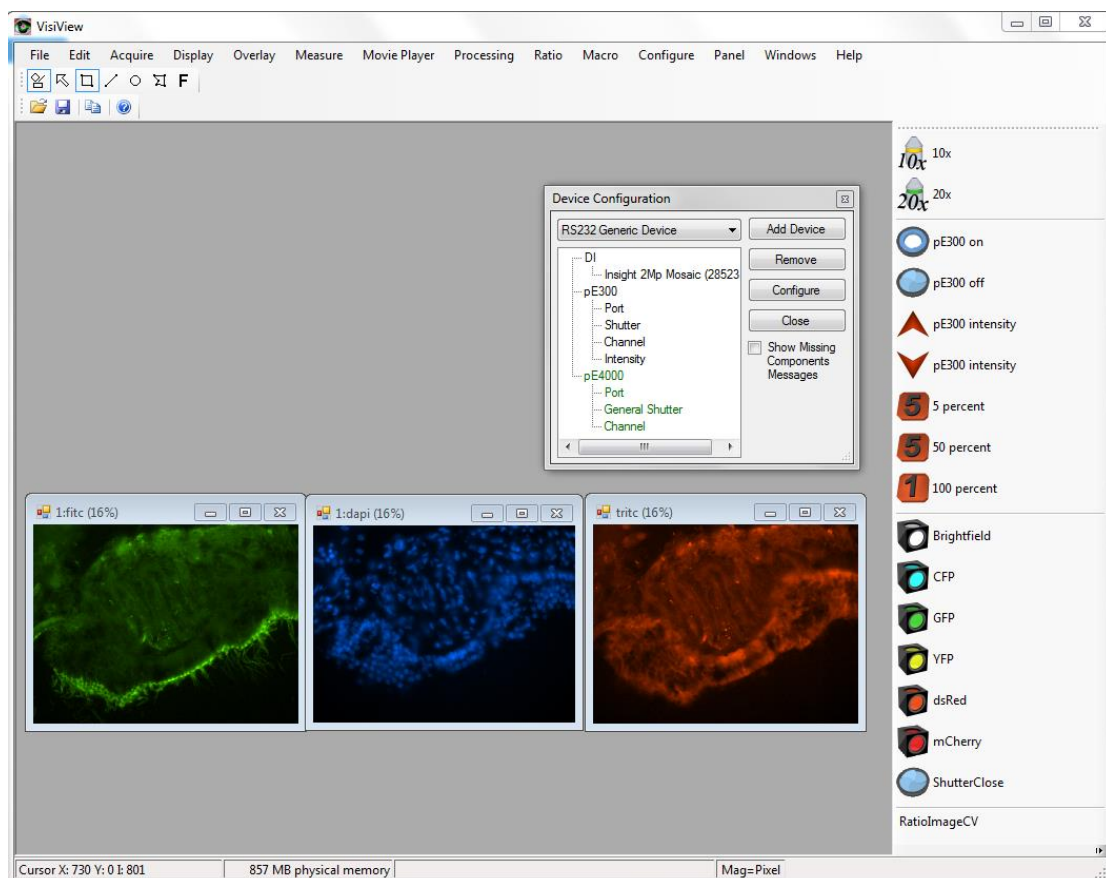 VisiView
File Edit Acquire Display Overlay Measure Movie Player Processing Ratio Macro Configure Panel Windows Help
F
Device Configuration
RS232 Generic Device
Add Device
DI
Insight 2Mp Mosaic (28523
Remove
pE300
Port
Configure
Shutter
Channel
Close
Intensity
Show Missing
Components
Messages
pE4000
Port
General Shutter
Channel
1:fitc (16%)
1:dapi (16%)
tritc (16%)
10x 10x
20x 20x
pE300 on
pE300 off
pE300 intensity
pE300 intensity
5 5 percent
5 50 percent
1 100 percent
Brightfield
CFP
GFP
YFP
dsRed
mCherry
ShutterClose
RatioImageCV
Cursor X: 730 Y: 0 I: 801 857 MB physical memory Mag=Pixel